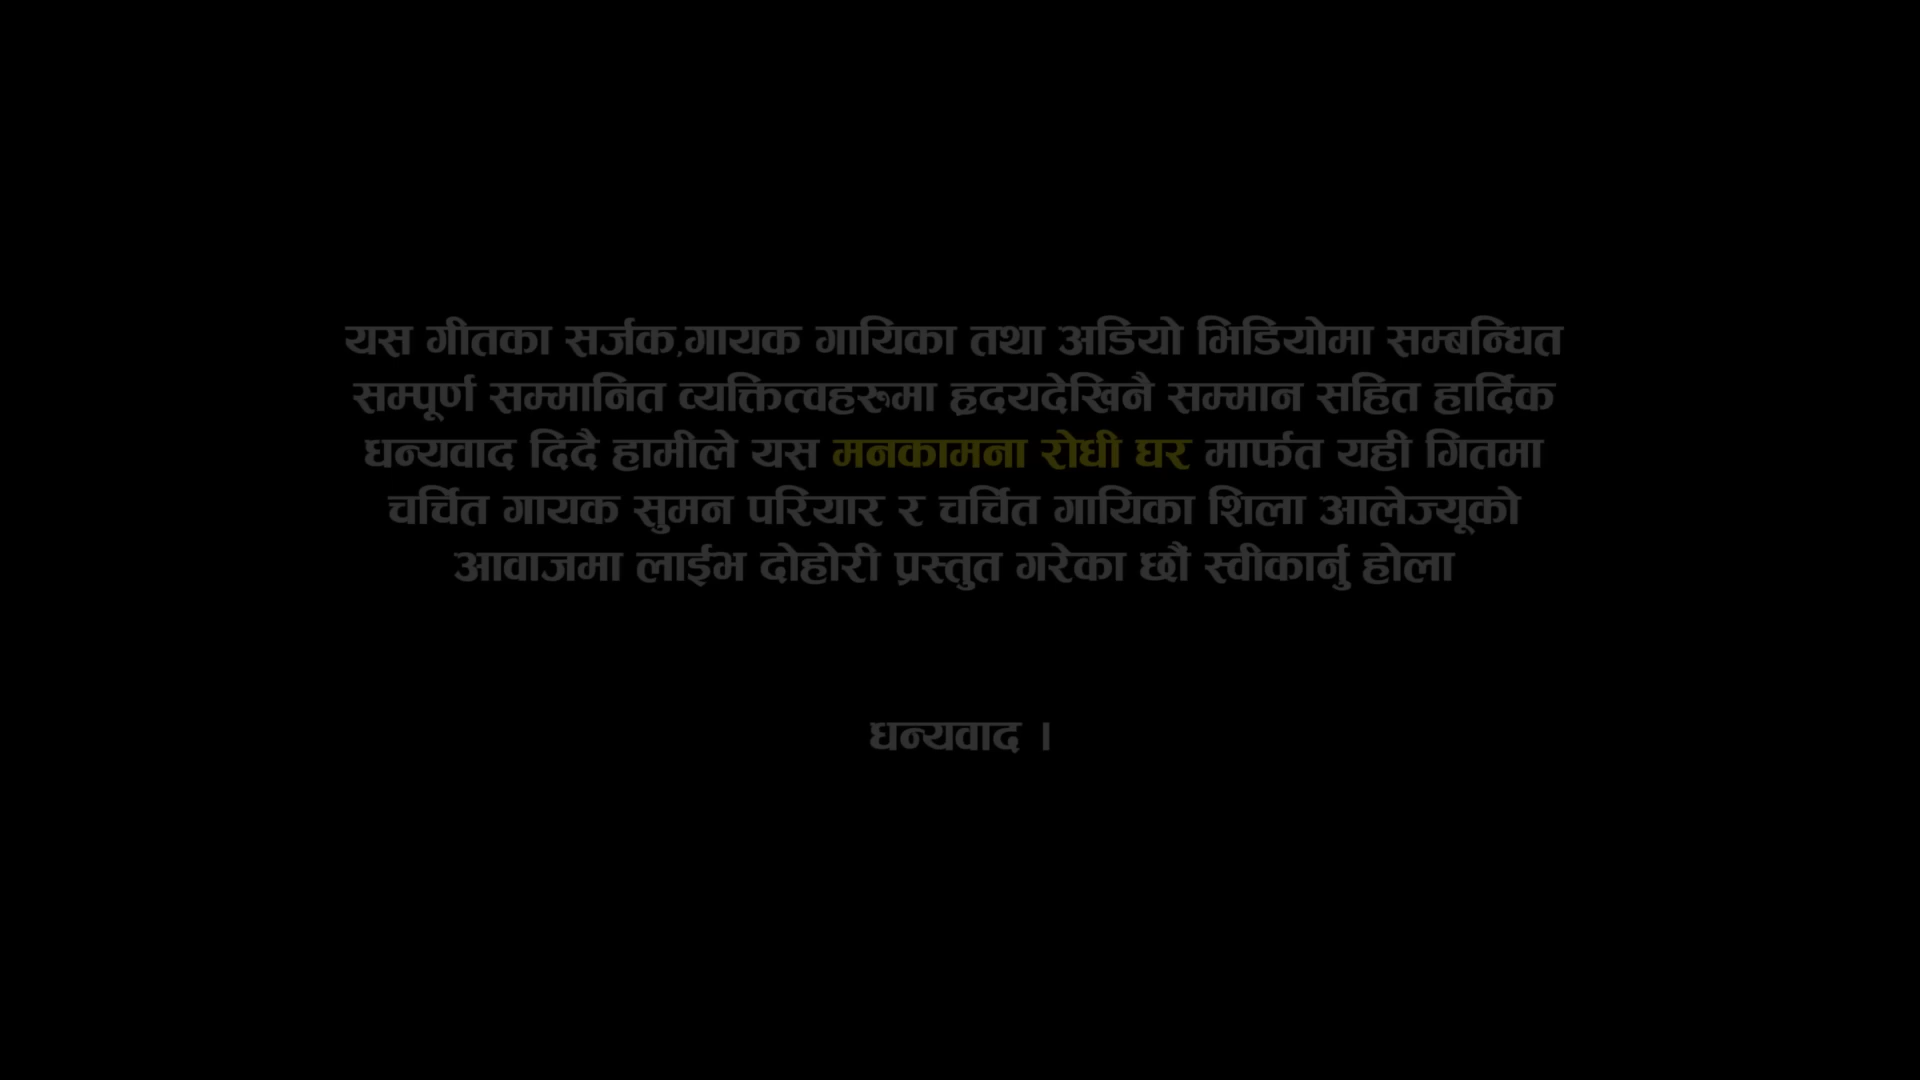 यस गीतका सर्जक,गायक गायिका तथा अडियो भिडियोमा सम्बन्धित
सम्पूर्ण सम्मानित व्यक्तित्वहरुमा ह्रदयदेखिनै सम्मान सहित हार्दिक
धन्यवाद दिदै हामीले यस मनकामना रोधी घर मार्फत यही गितमा
चर्चित गायक सुमन परियार र चर्चित गायिका शिला आलेज्यूको
आवाजमा लाईभ दोहोरी प्रस्तुत गरेका छौं स्वीकार्नु होला
धन्यवाद ।